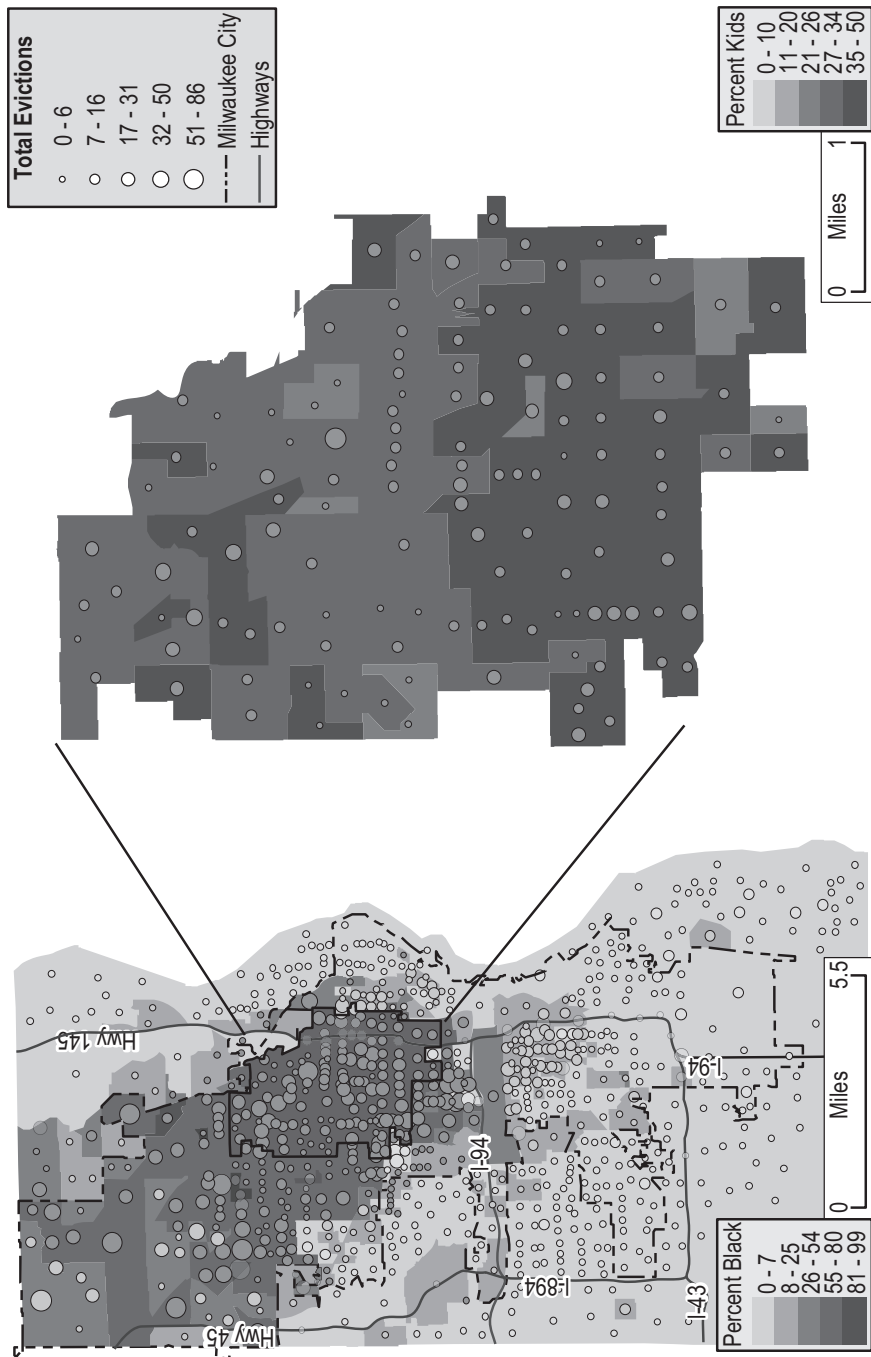 Total Evictions
0 - 6
7 - 16
17 - 31
32 - 50
51 - 86
Milwaukee City
Highways
Percent Kids
0 - 10
11 - 20
21 - 26
27 - 34
35 - 50
0 1
Miles
Hwy 145
Hwy 45
I-94
I-894
I-94
I-43
Percent Black
0 - 7
8 - 25
26 - 54
55 - 80
81 - 99
0 5.5
Miles